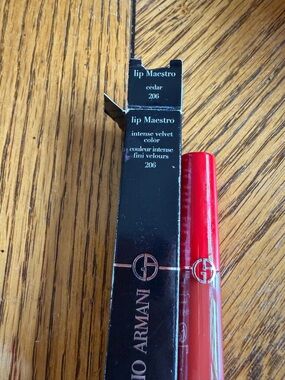 lip Maestro
cedar
206
lip Maestro
intense velvet
color
couleur intense
fini velours
206
IO ARMANI